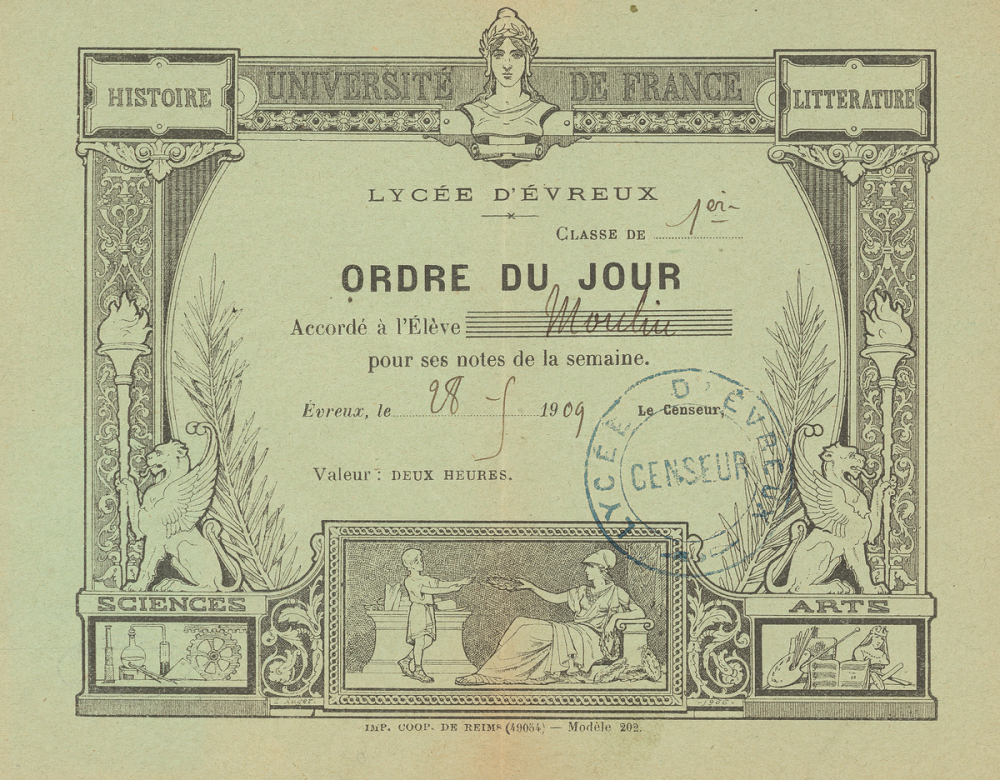 HISTOIRE
UNIVERSITÉ DE FRANCE
LITTERATURE
LYCÉE D'ÉVREUX
CLASSE DE 1ère
ORDRE DU JOUR
Accordé à l'Élève Moulin
pour ses notes de la semaine.
Évreux, le 28 - 5 1909
Le Censeur,
LYCÉE D'ÉVREUX
CENSEUR
Valeur : DEUX HEURES.
SCIENCES
ARTS
1906
IMP. COOP. DE REIMS (49054) — Modèle 202.